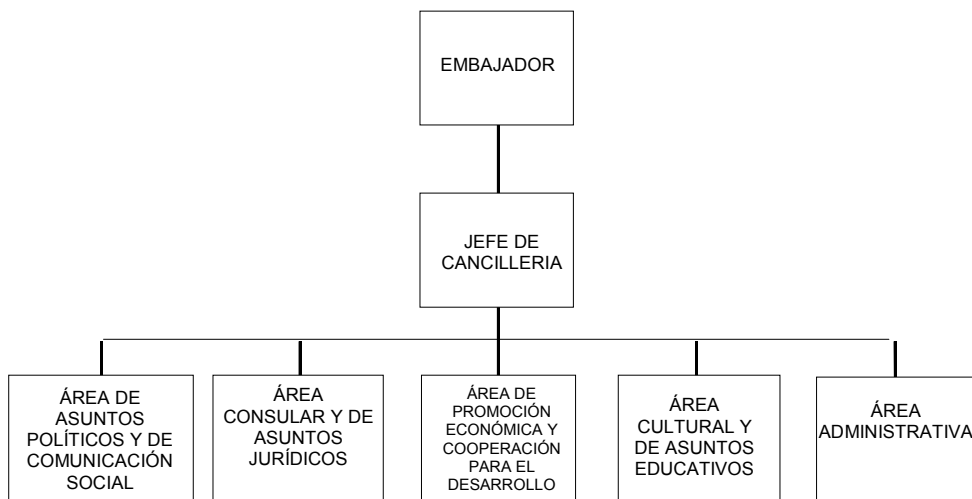 EMBAJADOR
JEFE DE
CANCILLERIA
ÁREA DE
ASUNTOS
POLÍTICOS Y DE
COMUNICACIÓN
SOCIAL
ÁREA
CONSULAR Y DE
ASUNTOS
JURÍDICOS
ÁREA DE
PROMOCIÓN
ECONÓMICA Y
COOPERACIÓN
PARA EL
DESARROLLO
ÁREA
CULTURAL Y
DE ASUNTOS
EDUCATIVOS
ÁREA
ADMINISTRATIVA